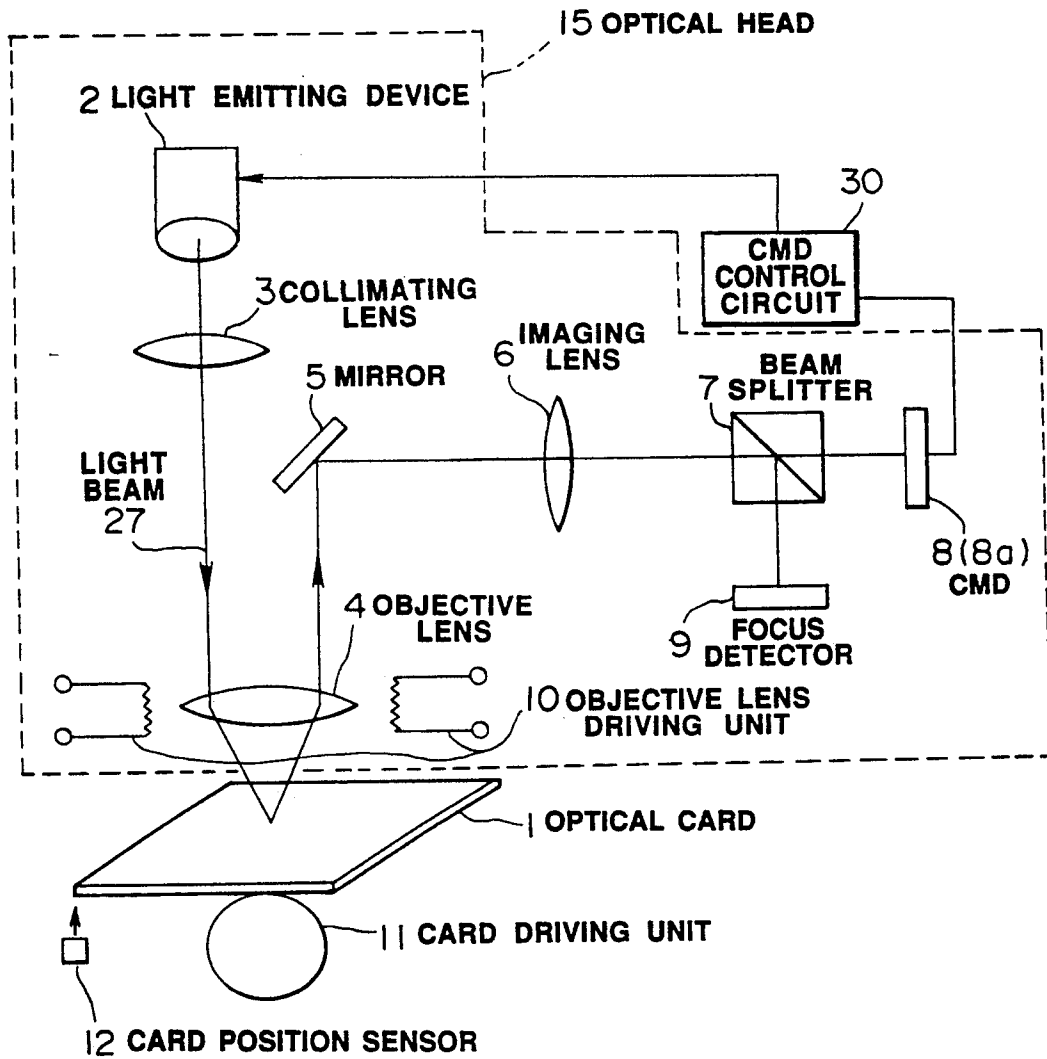 15 OPTICAL HEAD
2 LIGHT EMITTING DEVICE
30
CMD
CONTROL
CIRCUIT
3 COLLIMATING
LENS
5 MIRROR
6 IMAGING
LENS
BEAM
7 SPLITTER
LIGHT
BEAM
27
8(8a)
CMD
4 OBJECTIVE
LENS
9 FOCUS
DETECTOR
10 OBJECTIVE LENS
DRIVING UNIT
1 OPTICAL CARD
11 CARD DRIVING UNIT
12 CARD POSITION SENSOR